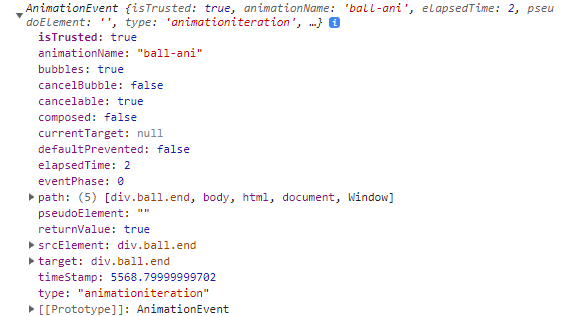 AnimationEvent {isTrusted: true, animationName: 'ball-ani', elapsedTime: 2, pseu
doElement: '', type: 'animationiteration', …}
isTrusted: true
animationName: "ball-ani"
bubbles: true
cancelBubble: false
cancelable: true
composed: false
currentTarget: null
defaultPrevented: false
elapsedTime: 2
eventPhase: 0
path: (5) [div.ball.end, body, html, document, Window]
pseudoElement: ""
returnValue: true
srcElement: div.ball.end
target: div.ball.end
timeStamp: 5568.79999999702
type: "animationiteration"
[[Prototype]]: AnimationEvent